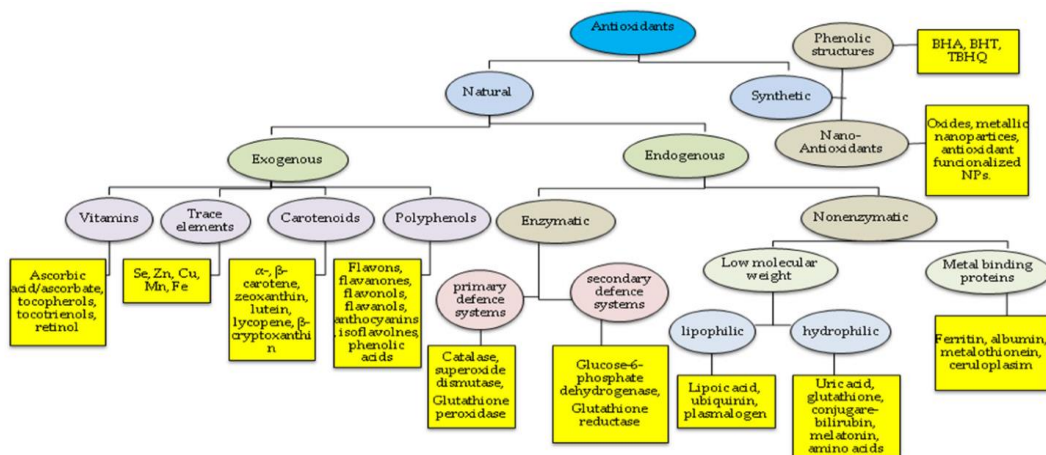 Antioxidants
Phenolic
structures
BHA, BHT,
TBHQ
Natural
Synthetic
Nano-
Antioxidants
Oxides, metallic
nanopartices,
antioxidant
funcionalized
NPs.
Exogenous
Endogenous
Vitamins
Trace
elements
Carotenoids
Polyphenols
Enzymatic
Nonenzymatic
Ascorbic
acid/ascorbate,
tocopherols,
tocotrienols,
retinol
Se, Zn, Cu,
Mn, Fe
α-, β-
carotene,
zeoxanthin,
lutein,
lycopene, β-
cryptoxanthi
n
Flavons,
flavanones,
flavonols,
flavanols,
anthocyanins
, isoflavolnes,
phenolic
acids
primary
defence
systems
secondary
defence
systems
Low molecular
weight
Metal binding
proteins
lipophilic
hydrophilic
Catalase,
superoxide
dismutase,
Glutathione
peroxidase
Glucose-6-
phosphate
dehydrogenase,
Glutathione
reductase
Lipoic acid,
ubiquinin,
plasmalogen
Uric acid,
glutathione,
conjugare-
bilirubin,
melatonin,
amino acids
Ferritin, albumin,
metalothionein,
ceruloplasim